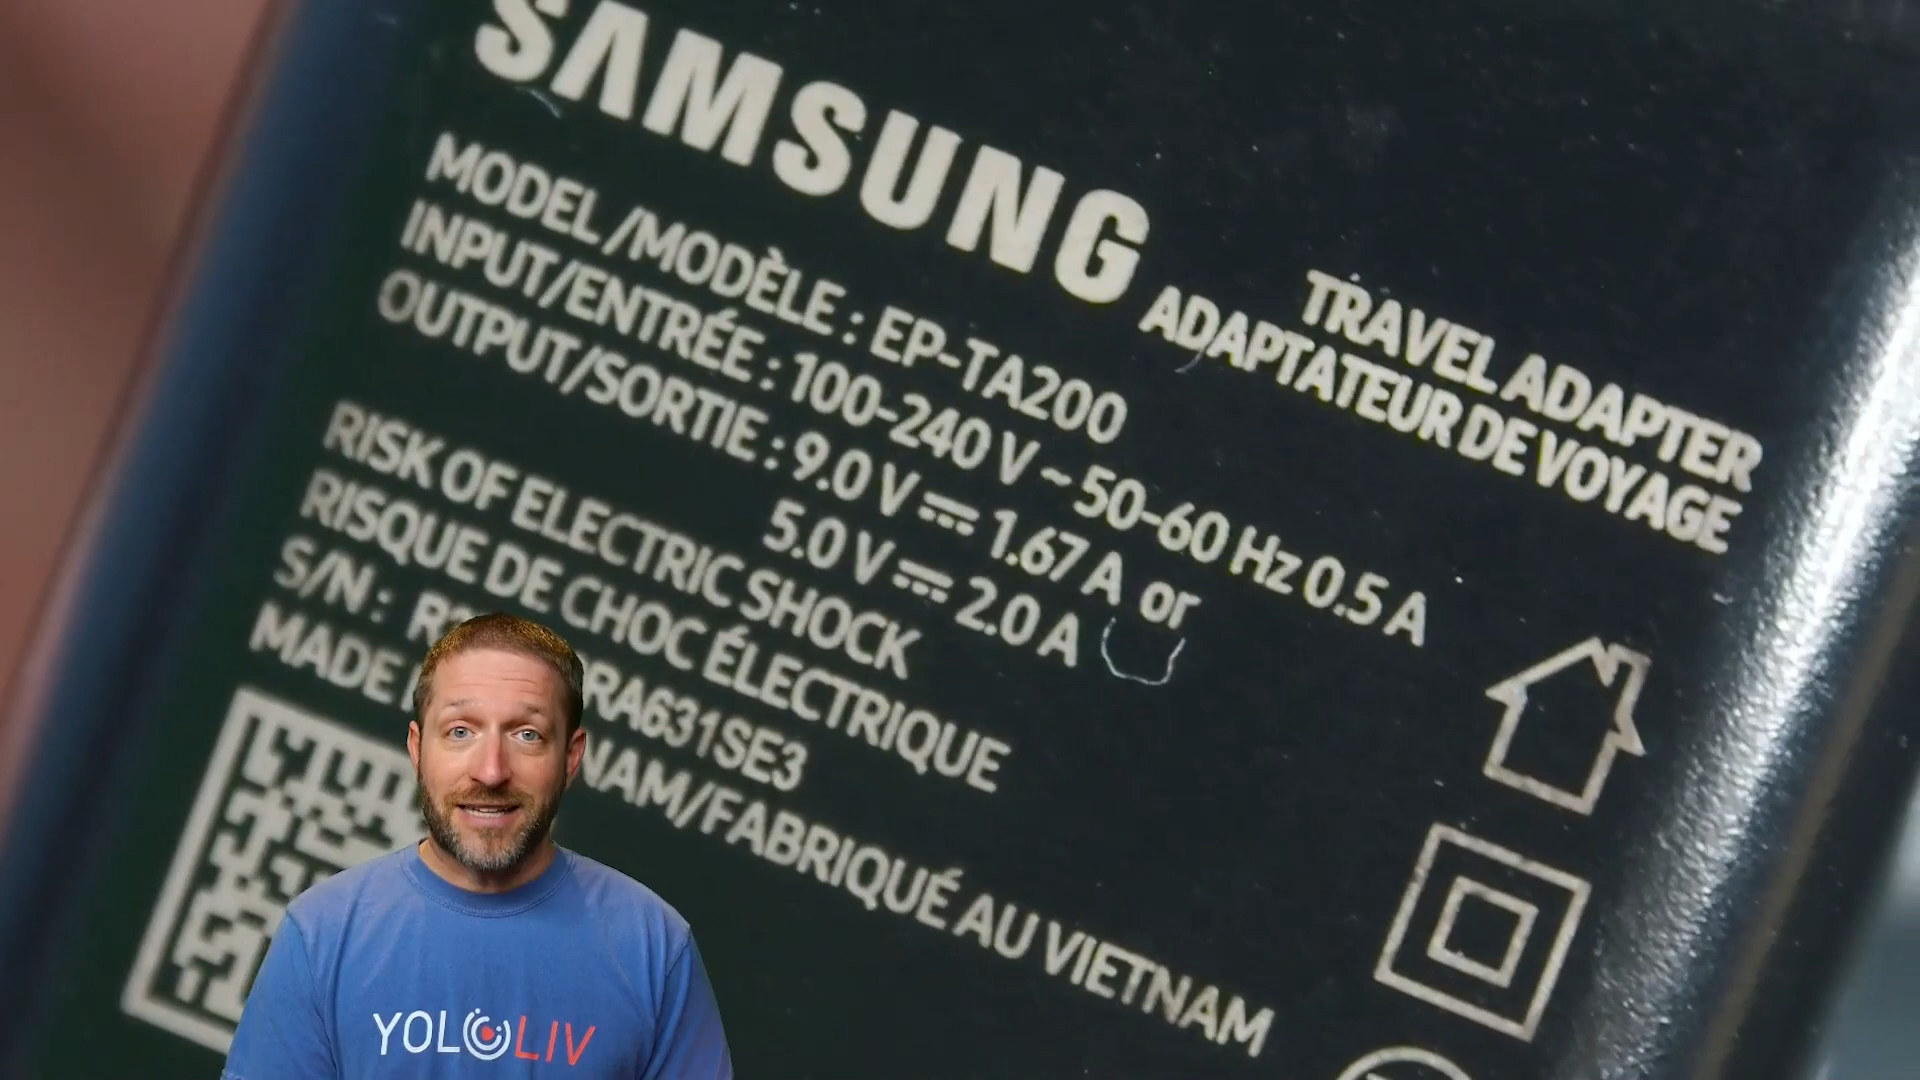 SAMSUNG
TRAVEL ADAPTER
ADAPTATEUR DE VOYAGE
MODEL/MODÈLE : EP-TA200
INPUT/ENTRÉE : 100-240 V ~ 50-60 Hz 0.5 A
OUTPUT/SORTIE : 9.0 V ⎓ 1.67 A or
5.0 V ⎓ 2.0 A
RISK OF ELECTRIC SHOCK
RISQUE DE CHOC ÉLECTRIQUE
S/N : RA631SE3
MADE NAM/FABRIQUÉ AU VIETNAM
YOLOLIV